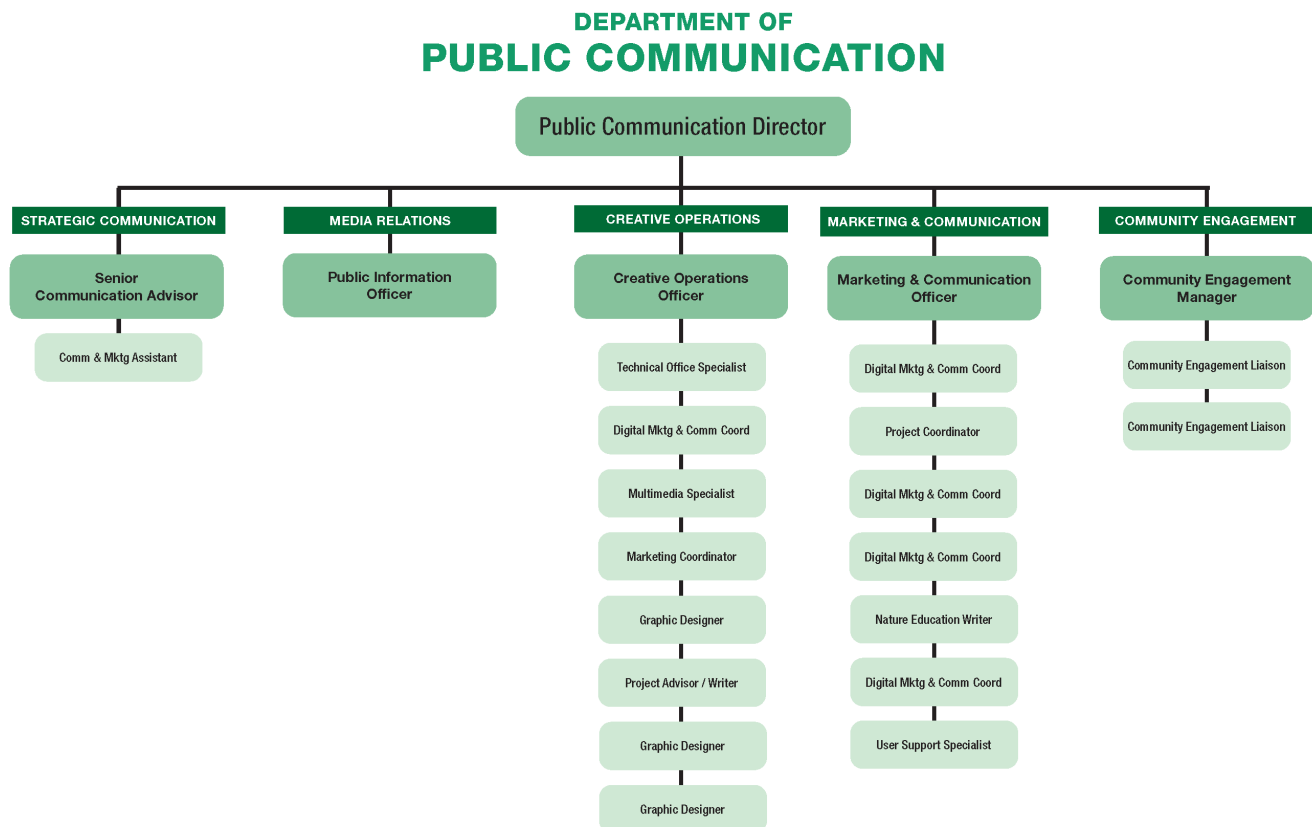 DEPARTMENT OF
PUBLIC COMMUNICATION
Public Communication Director
STRATEGIC COMMUNICATION
Senior
Communication Advisor
Comm & Mktg Assistant
MEDIA RELATIONS
Public Information
Officer
CREATIVE OPERATIONS
Creative Operations
Officer
Technical Office Specialist
Digital Mktg & Comm Coord
Multimedia Specialist
Marketing Coordinator
Graphic Designer
Project Advisor / Writer
Graphic Designer
Graphic Designer
MARKETING & COMMUNICATION
Marketing & Communication
Officer
Digital Mktg & Comm Coord
Project Coordinator
Digital Mktg & Comm Coord
Digital Mktg & Comm Coord
Nature Education Writer
Digital Mktg & Comm Coord
User Support Specialist
COMMUNITY ENGAGEMENT
Community Engagement
Manager
Community Engagement Liaison
Community Engagement Liaison